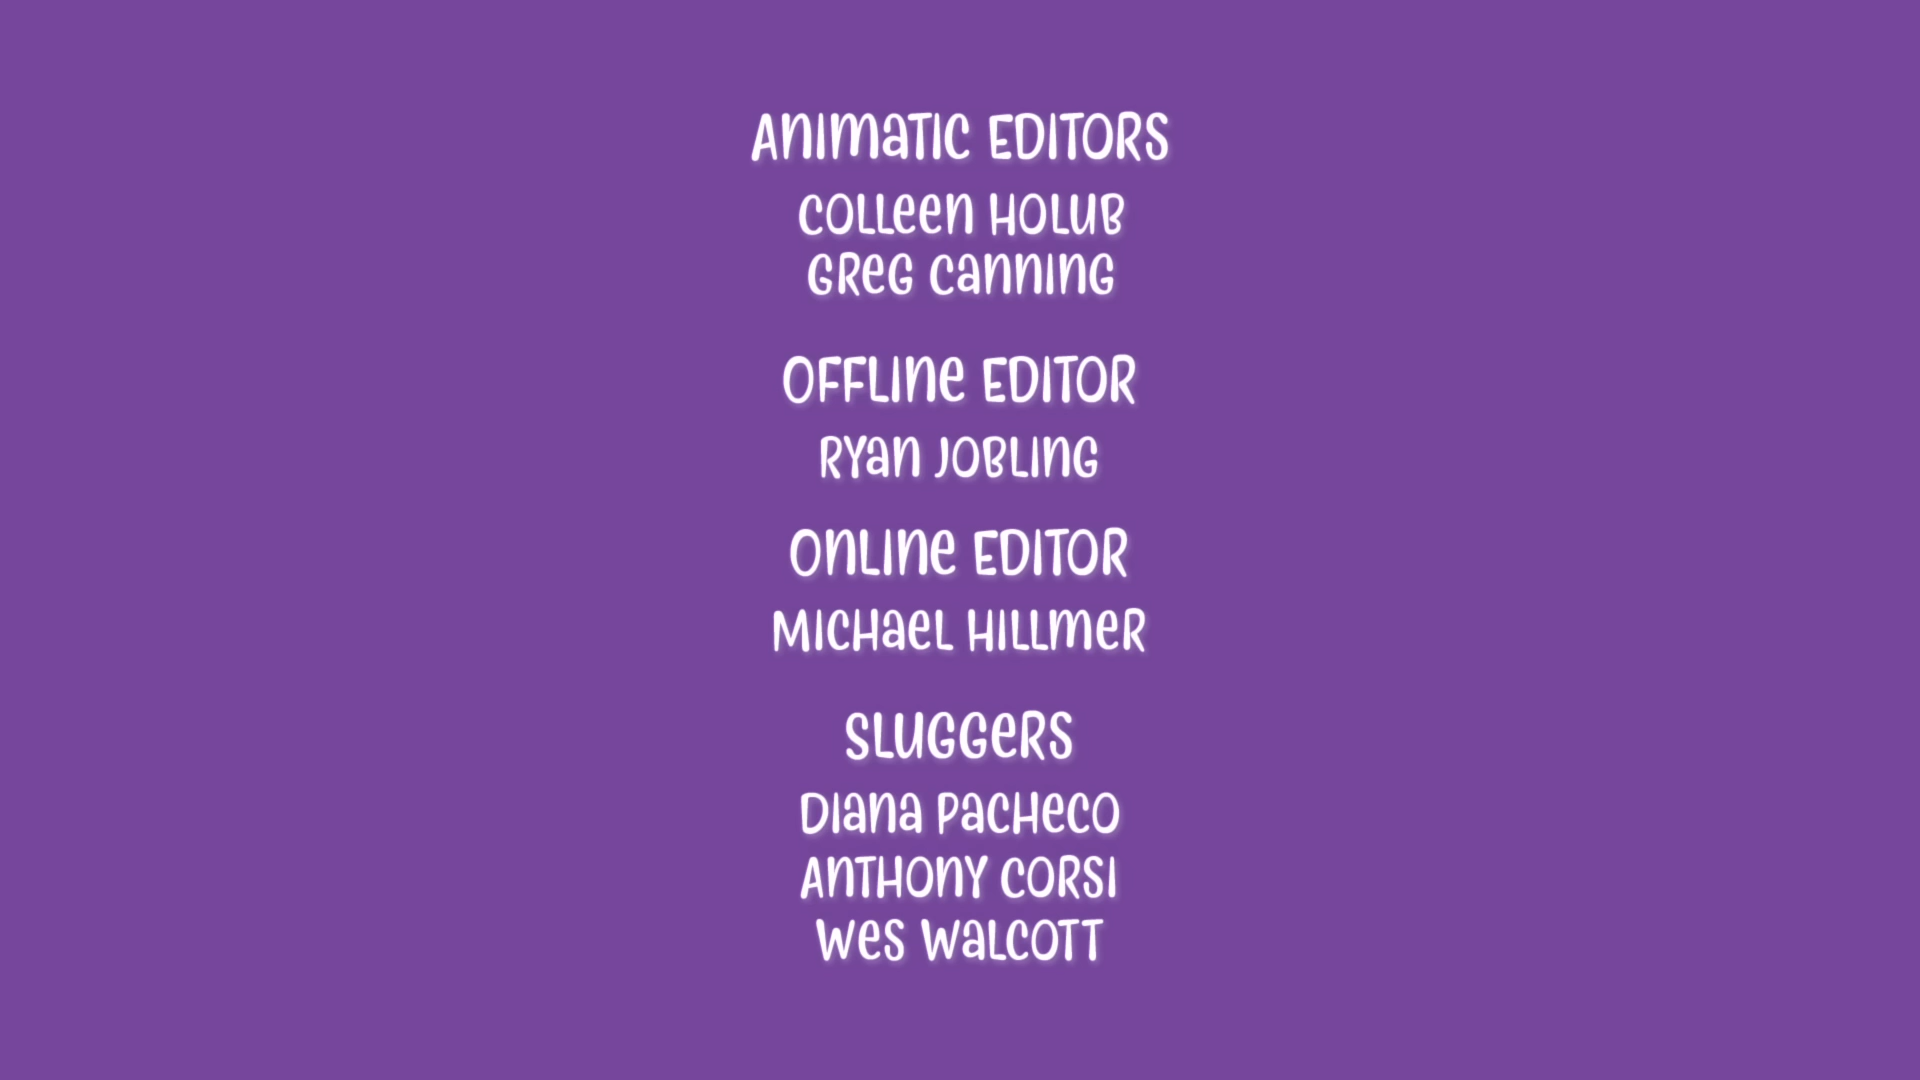 Animatic Editors
Colleen Holub
Greg Canning
Offline Editor
Ryan Jobling
Online Editor
Michael Hillmer
Sluggers
Diana Pacheco
Anthony Corsi
Wes Walcott